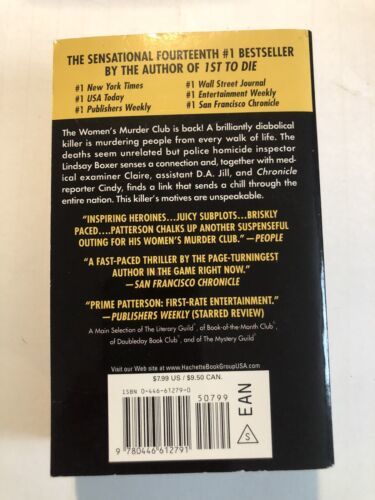 THE SENSATIONAL FOURTEENTH #1 BESTSELLER
BY THE AUTHOR OF 1ST TO DIE
#1 New York Times
#1 USA Today
#1 Publishers Weekly
#1 Wall Street Journal
#1 Entertainment Weekly
#1 San Francisco Chronicle
The Women's Murder Club is back! A brilliantly diabolical
killer is murdering people from every walk of life. The
deaths seem unrelated but police homicide inspector
Lindsay Boxer senses a connection and, together with med-
ical examiner Claire, assistant D.A. Jill, and Chronicle
reporter Cindy, finds a link that sends a chill through the
entire nation. This killer's motives are unspeakable.
"INSPIRING HEROINES...JUICY SUBPLOTS...BRISKLY
PACED....PATTERSON CHALKS UP ANOTHER SUSPENSEFUL
OUTING FOR HIS WOMEN'S MURDER CLUB." —PEOPLE
"A FAST-PACED THRILLER BY THE PAGE-TURNINGEST
AUTHOR IN THE GAME RIGHT NOW."
—SAN FRANCISCO CHRONICLE
"PRIME PATTERSON: FIRST-RATE ENTERTAINMENT."
—PUBLISHERS WEEKLY (STARRED REVIEW)
A Main Selection of The Literary Guild®, of Book-of-the-Month Club®,
of Doubleday Book Club®, and of The Mystery Guild®
Visit our Web site at www.HachetteBookGroupUSA.com
$7.99 US / $9.50 CAN.
ISBN 0-446-61279-0
50799
9 780446 612791
S
EAN